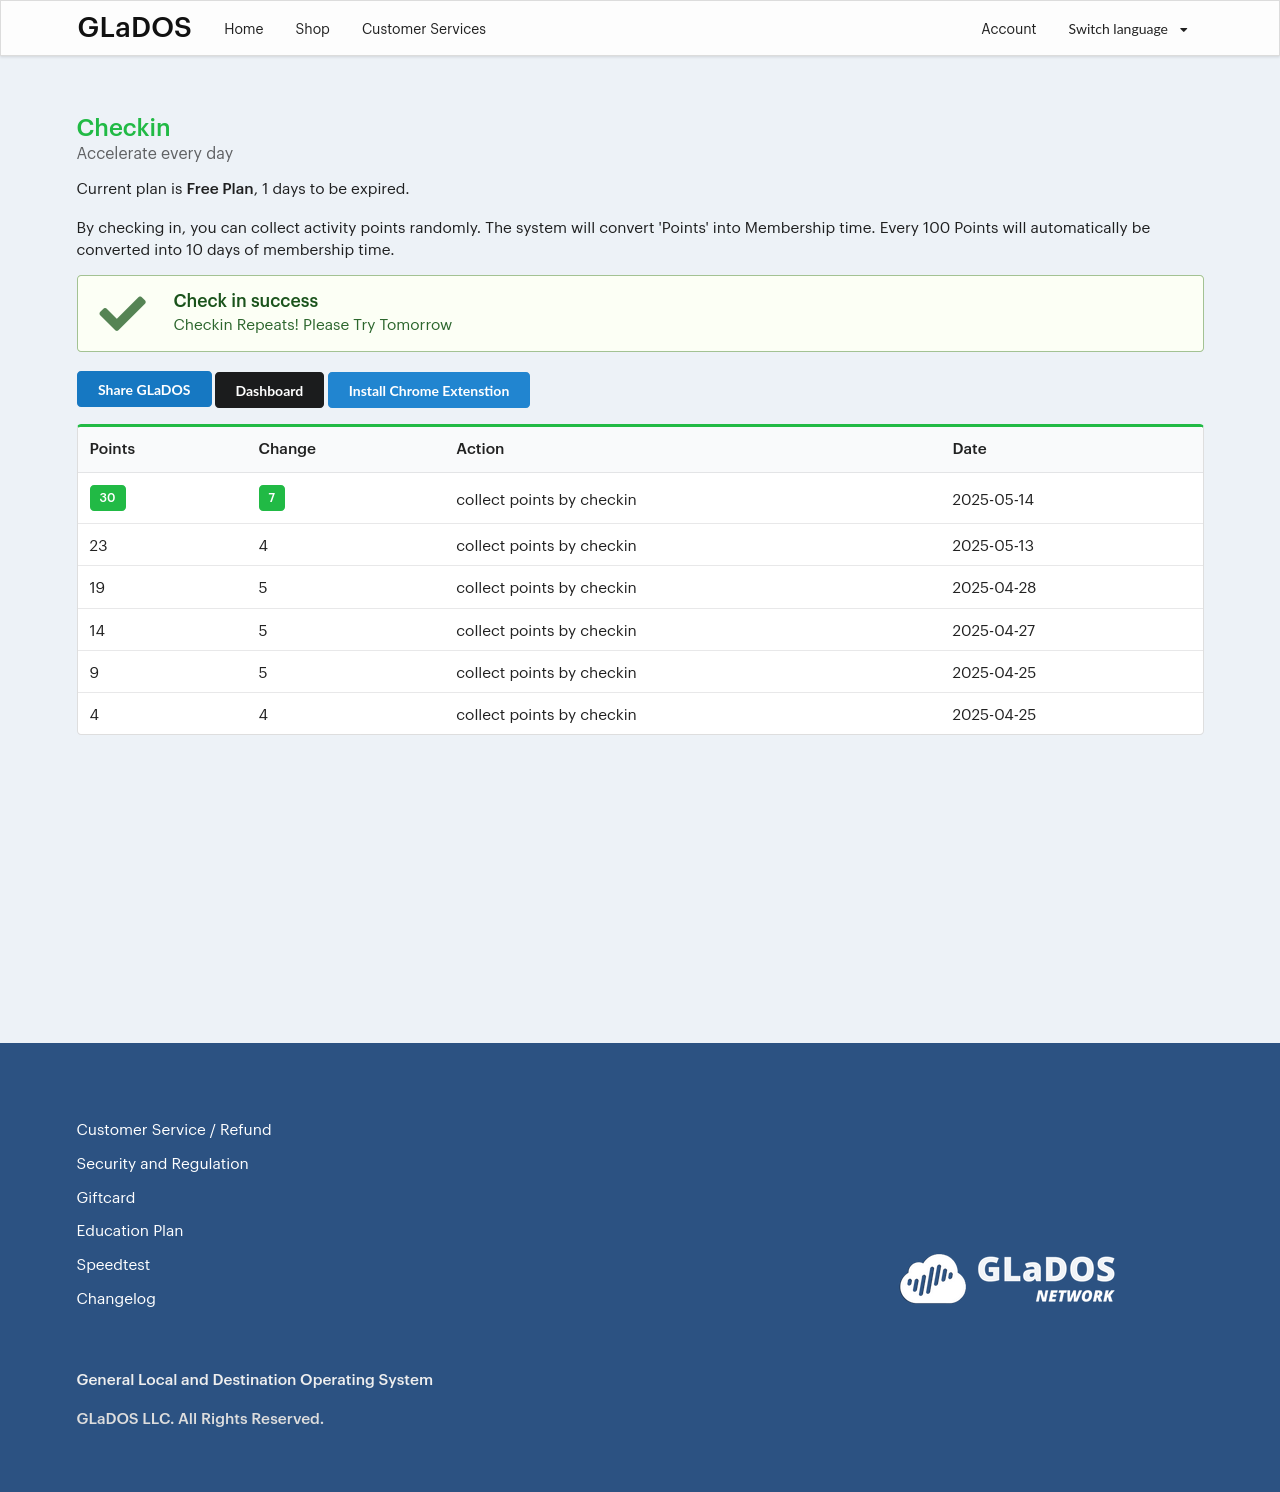 GLaDOS Home Shop Customer Services Account Switch language
Checkin
Accelerate every day
Current plan is Free Plan, 1 days to be expired.
By checking in, you can collect activity points randomly. The system will convert 'Points' into Membership time. Every 100 Points will automatically be
converted into 10 days of membership time.
Check in success
Checkin Repeats! Please Try Tomorrow
Share GLaDOS Dashboard Install Chrome Extenstion
Points Change Action Date
30 7 collect points by checkin 2025-05-14
23 4 collect points by checkin 2025-05-13
19 5 collect points by checkin 2025-04-28
14 5 collect points by checkin 2025-04-27
9 5 collect points by checkin 2025-04-25
4 4 collect points by checkin 2025-04-25
Customer Service / Refund
Security and Regulation
Giftcard
Education Plan
Speedtest
Changelog
GLaDOS
NETWORK
General Local and Destination Operating System
GLaDOS LLC. All Rights Reserved.